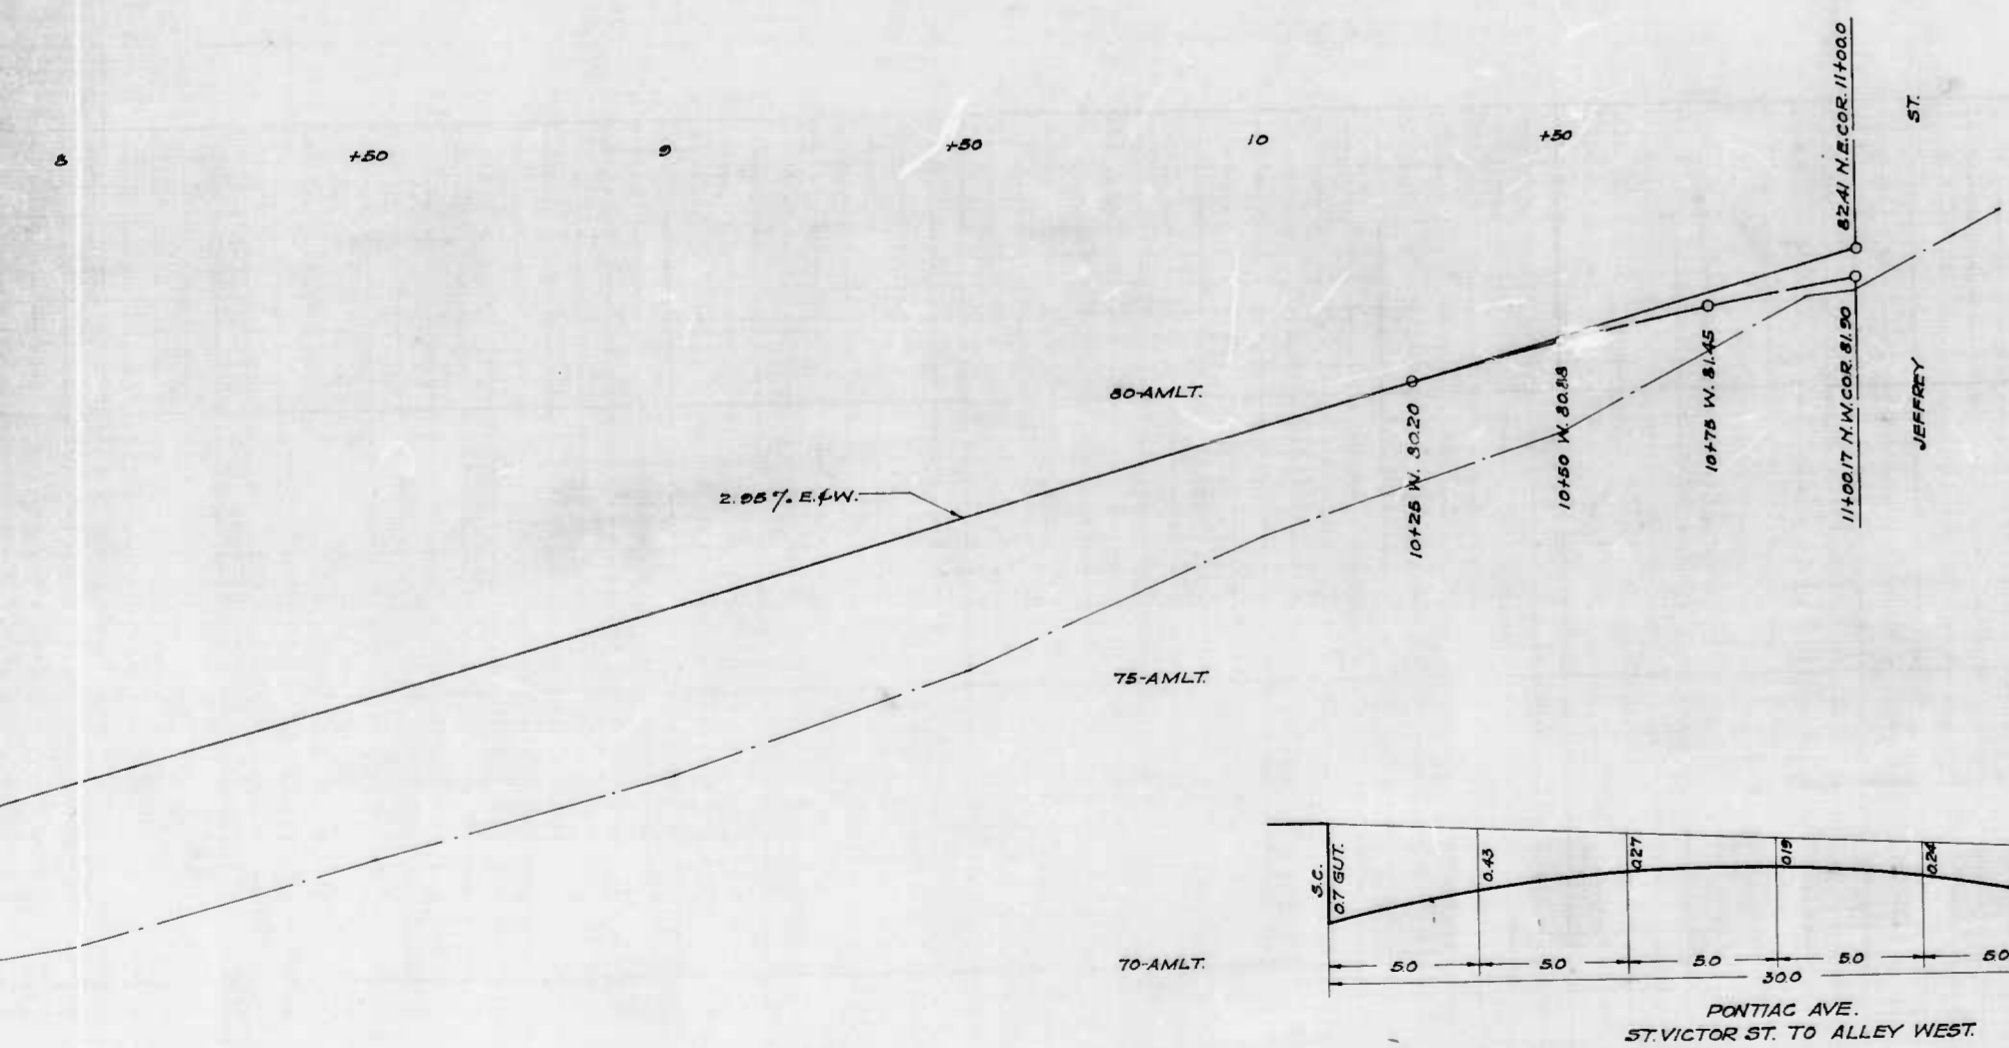 8
+50
9
+50
10
+50
82.41 N.E.COR. 11+00.0
ST.
80-AMLT.
2.95% E.&W.
10+25 W. 80.20
10+50 W. 80.88
10+75 W. 81.45
11+00.17 N.W.COR. 81.90
JEFFREY
75-AMLT.
S.C.
0.7 GUT.
0.43
0.27
0.19
0.24
70-AMLT.
5.0 5.0 5.0 5.0 5.0
30.0
PONTIAC AVE.
ST. VICTOR ST. TO ALLEY WEST.